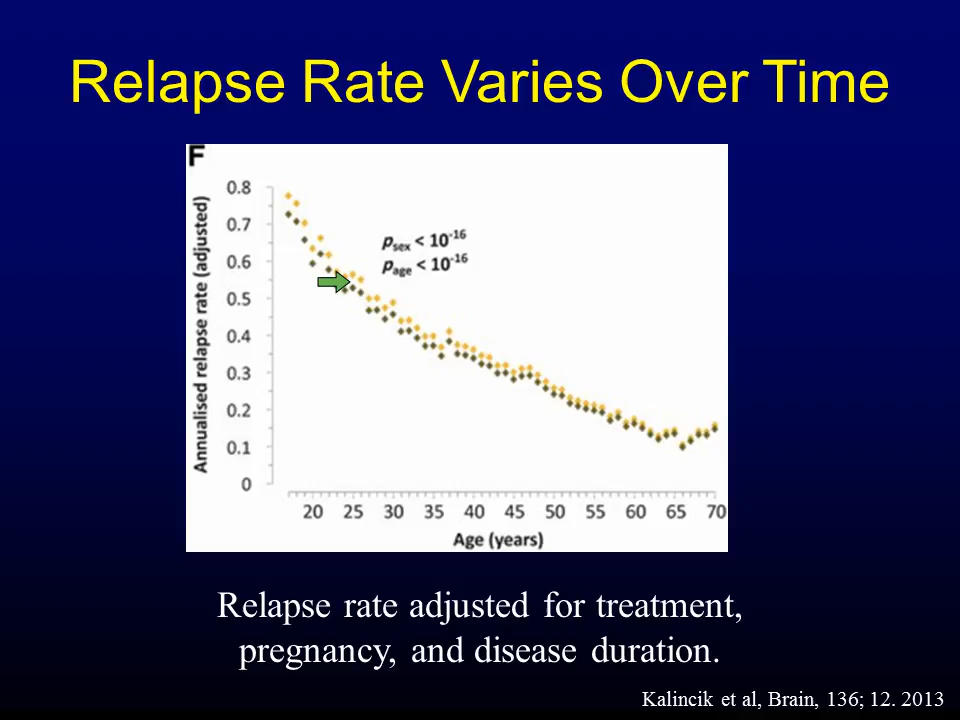 Relapse Rate Varies Over Time
F
Annualised relapse rate (adjusted)
0.8
0.7
0.6
0.5
0.4
0.3
0.2
0.1
0
psex < 10-16
page < 10-16
20 25 30 35 40 45 50 55 60 65 70
Age (years)
Relapse rate adjusted for treatment,
pregnancy, and disease duration.
Kalincik et al, Brain, 136; 12. 2013